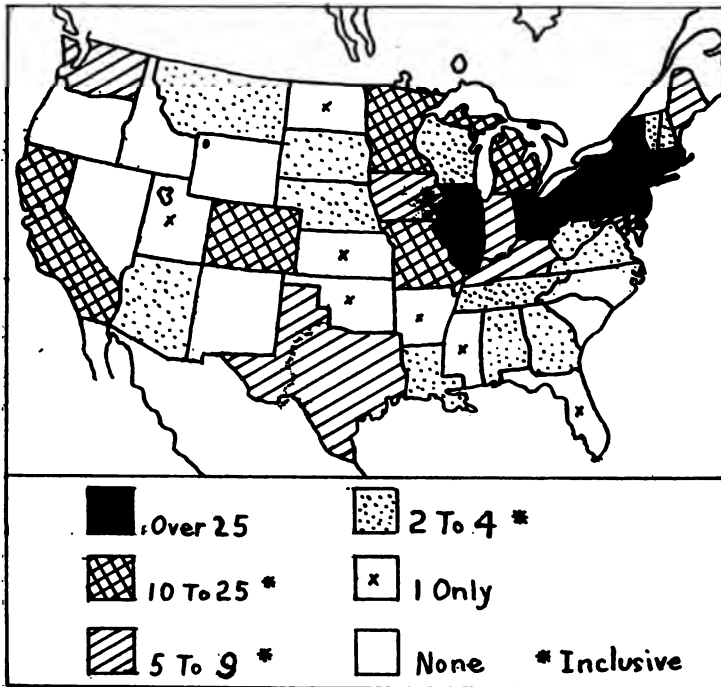 Over 25
2 To 4 *
10 To 25 *
x 1 Only
5 To 9 *
None * Inclusive
x
x
x
x
x
x
x